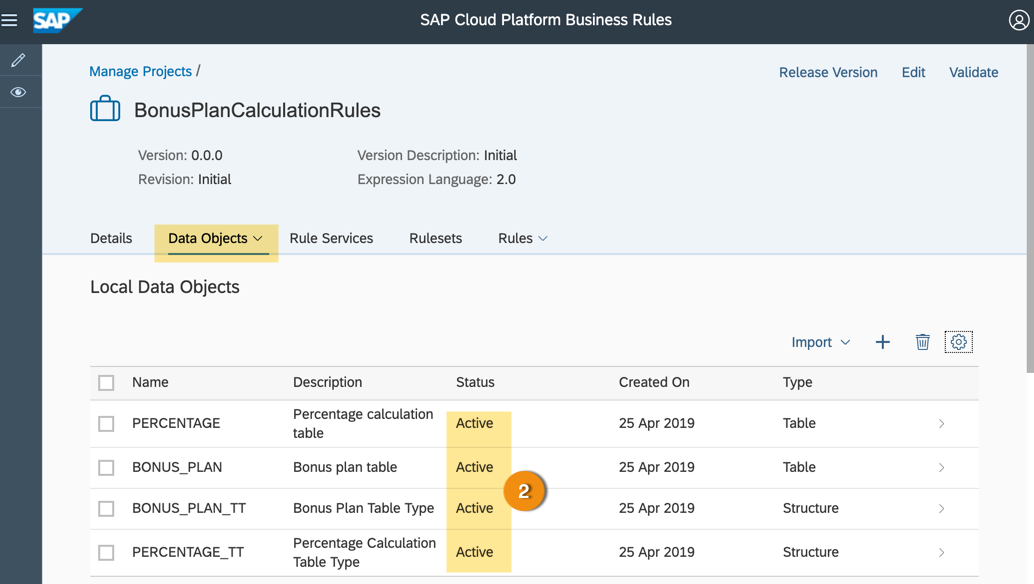 SAP
SAP Cloud Platform Business Rules
Manage Projects /
Release Version Edit Validate
BonusPlanCalculationRules
Version: 0.0.0 Version Description: Initial
Revision: Initial Expression Language: 2.0
Details Data Objects Rule Services Rulesets Rules
Local Data Objects
Import
Name Description Status Created On Type
PERCENTAGE Percentage calculation table Active 25 Apr 2019 Table
BONUS_PLAN Bonus plan table Active 25 Apr 2019 Table
2
BONUS_PLAN_TT Bonus Plan Table Type Active 25 Apr 2019 Structure
PERCENTAGE_TT Percentage Calculation Table Type Active 25 Apr 2019 Structure